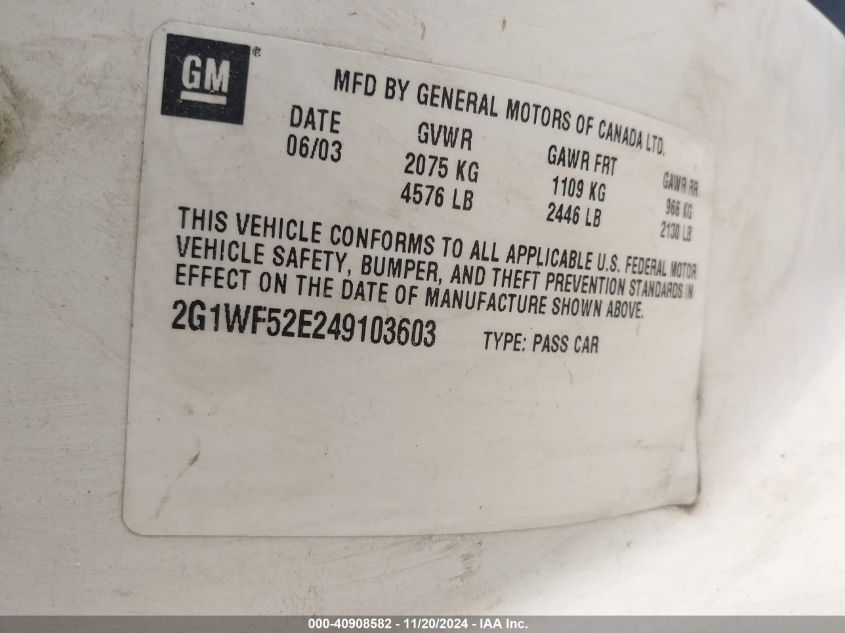 GM®
MFD BY GENERAL MOTORS OF CANADA LTD.
DATE GVWR GAWR FRT GAWR RR
06/03 2075 KG 1109 KG 966 KG
4576 LB 2446 LB 2130 LB
THIS VEHICLE CONFORMS TO ALL APPLICABLE U.S. FEDERAL MOTOR
VEHICLE SAFETY, BUMPER, AND THEFT PREVENTION STANDARDS IN
EFFECT ON THE DATE OF MANUFACTURE SHOWN ABOVE.
2G1WF52E249103603 TYPE: PASS CAR
000-40908582 - 11/20/2024 - IAA Inc.